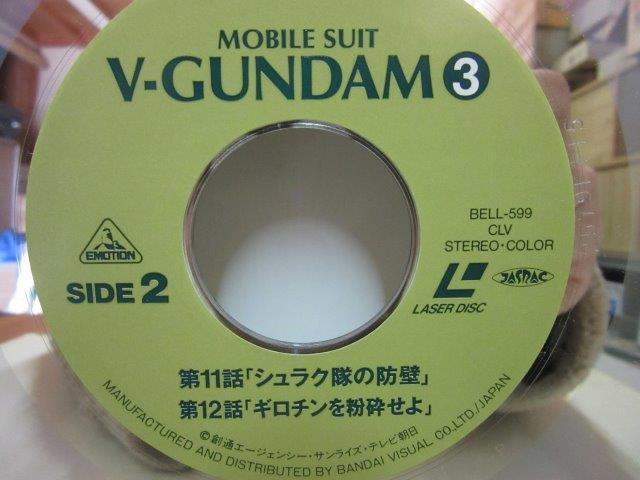 MOBILE SUIT
V-GUNDAM 3
BELL-599
CLV
STEREO・COLOR
EMOTION
SIDE 2
LASER DISC
JASRAC
第11話「シュラク隊の防壁」
第12話「ギロチンを粉砕せよ」
©創通エージェンシー・サンライズ・テレビ朝日
MANUFACTURED AND DISTRIBUTED BY BANDAI VISUAL CO.,LTD/JAPAN